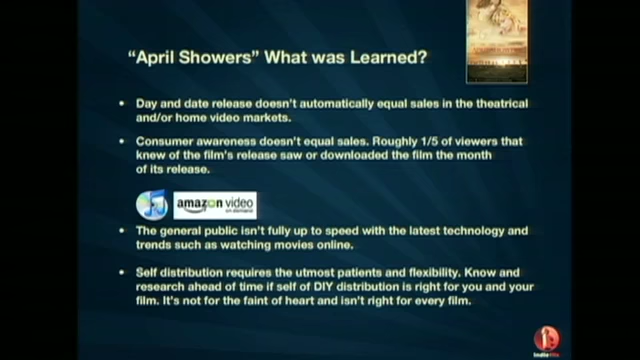 “April Showers” What was Learned?
• Day and date release doesn't automatically equal sales in the theatrical
and/or home video markets.
• Consumer awareness doesn't equal sales. Roughly 1/5 of viewers that
knew of the film's release saw or downloaded the film the month
of its release.
amazon video
on demand
• The general public isn't fully up to speed with the latest technology and
trends such as watching movies online.
• Self distribution requires the utmost patients and flexibility. Know and
research ahead of time if self of DIY distribution is right for you and your
film. It's not for the faint of heart and isn't right for every film.